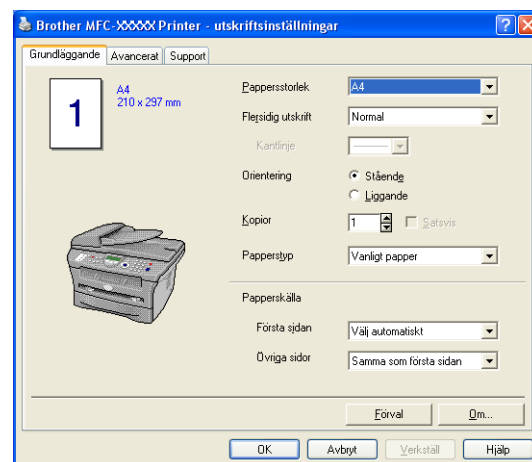 Brother MFC-XXXXX Printer - utskriftsinställningar
Grundläggande Avancerat Support
1
A4
210 x 297 mm
Pappersstorlek A4
Flersidig utskrift Normal
Kantlinje
Orientering Stående
Liggande
Kopior 1 Satsvis
Papperstyp Vanligt papper
Papperskälla
Första sidan Välj automatiskt
Övriga sidor Samma som första sidan
Förval Om...
OK Avbryt Verkställ Hjälp